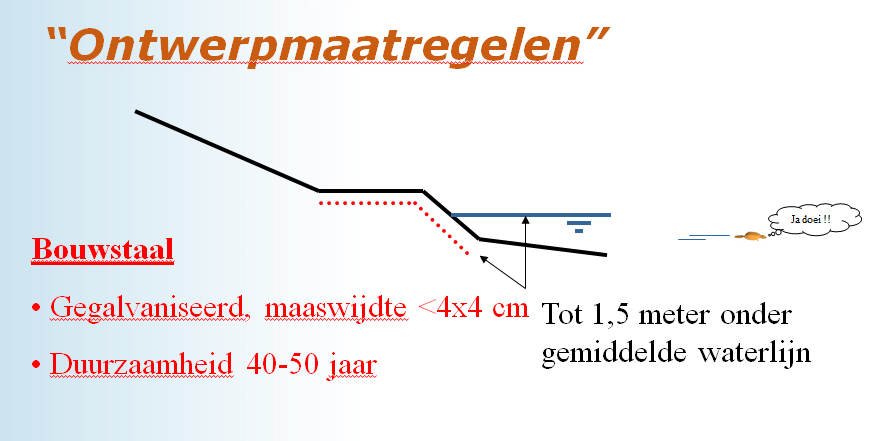 “Ontwerpmaatregelen”
Ja doei !!
Bouwstaal
• Gegalvaniseerd, maaswijdte <4x4 cm
• Duurzaamheid 40-50 jaar
Tot 1,5 meter onder
gemiddelde waterlijn